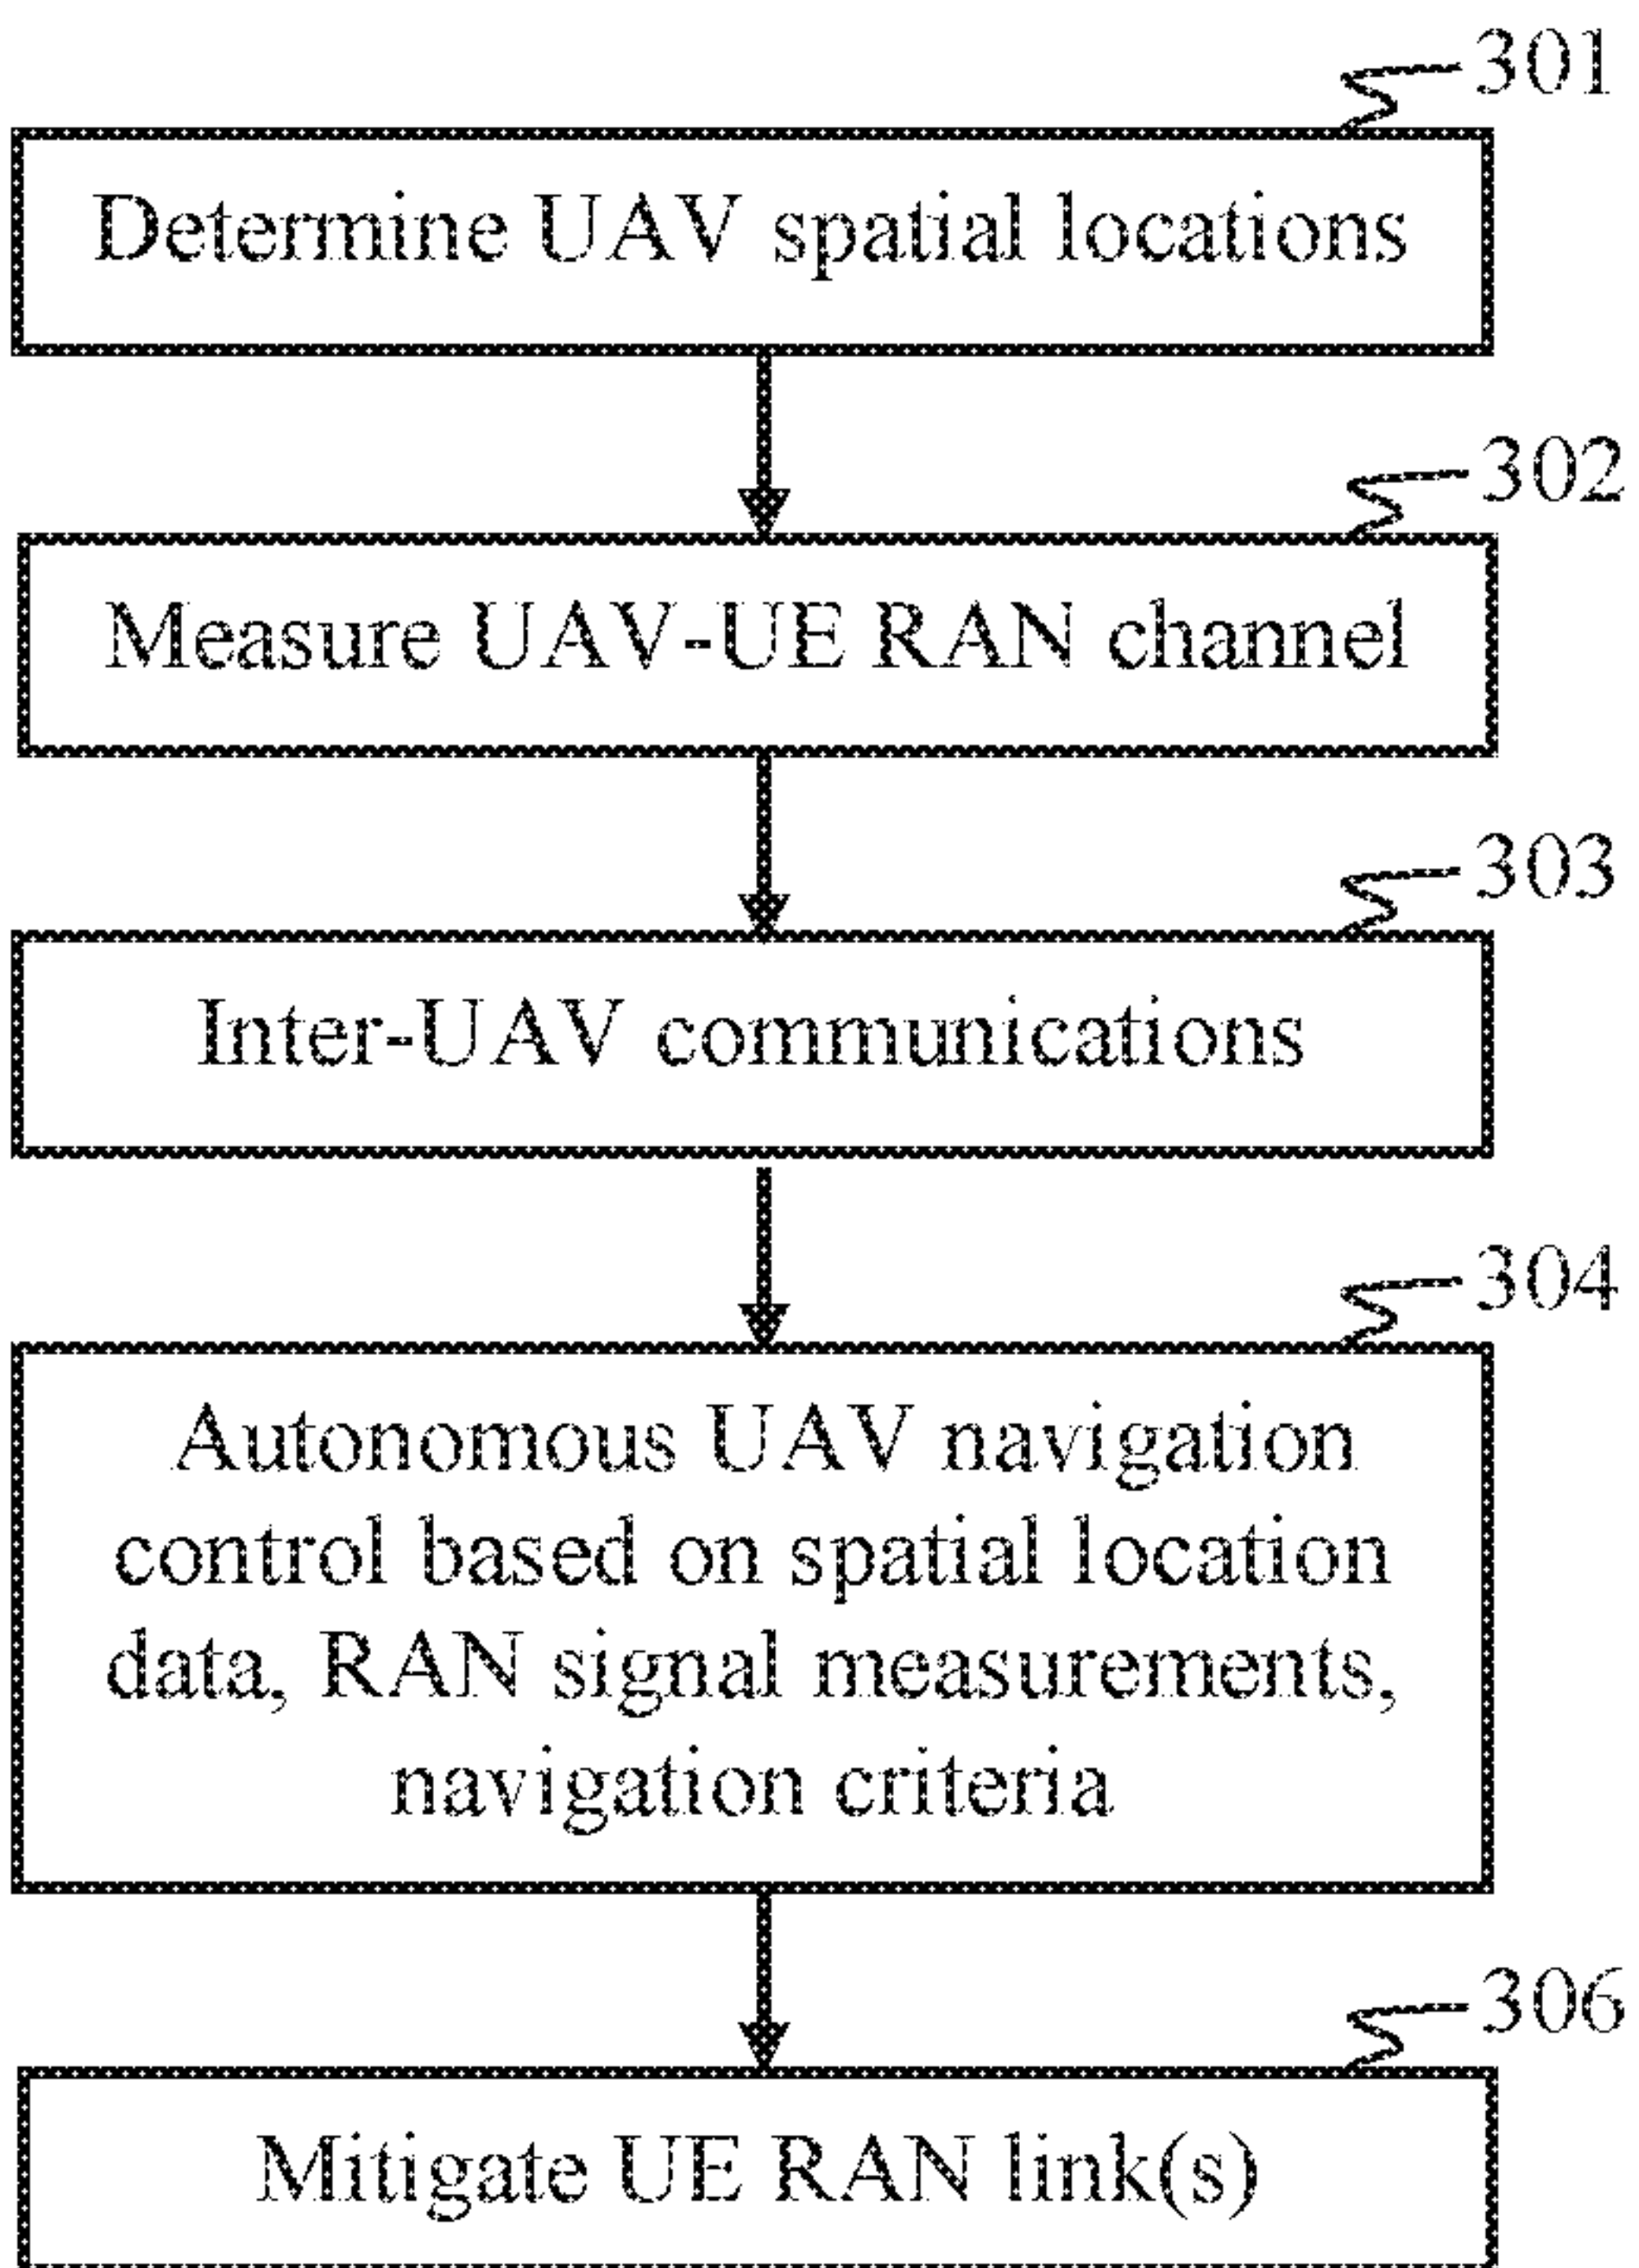 301
Determine UAV spatial locations
302
Measure UAV-UE RAN channel
303
Inter-UAV communications
304
Autonomous UAV navigation
control based on spatial location
data, RAN signal measurements,
navigation criteria
306
Mitigate UE RAN link(s)